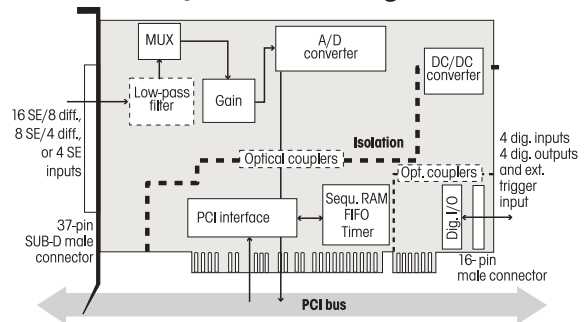 MUX
A/D
converter
DC/DC
converter
Low-pass
filter
Gain
16 SE/8 diff.,
8 SE/4 diff.,
or 4 SE
inputs
Isolation
Optical couplers
Opt. couplers
4 dig. inputs
4 dig. outputs
and ext.
trigger
input
PCI interface
Sequ. RAM
FIFO
Timer
Dig. I/O
37-pin
SUB-D male
connector
16- pin
male connector
PCI bus